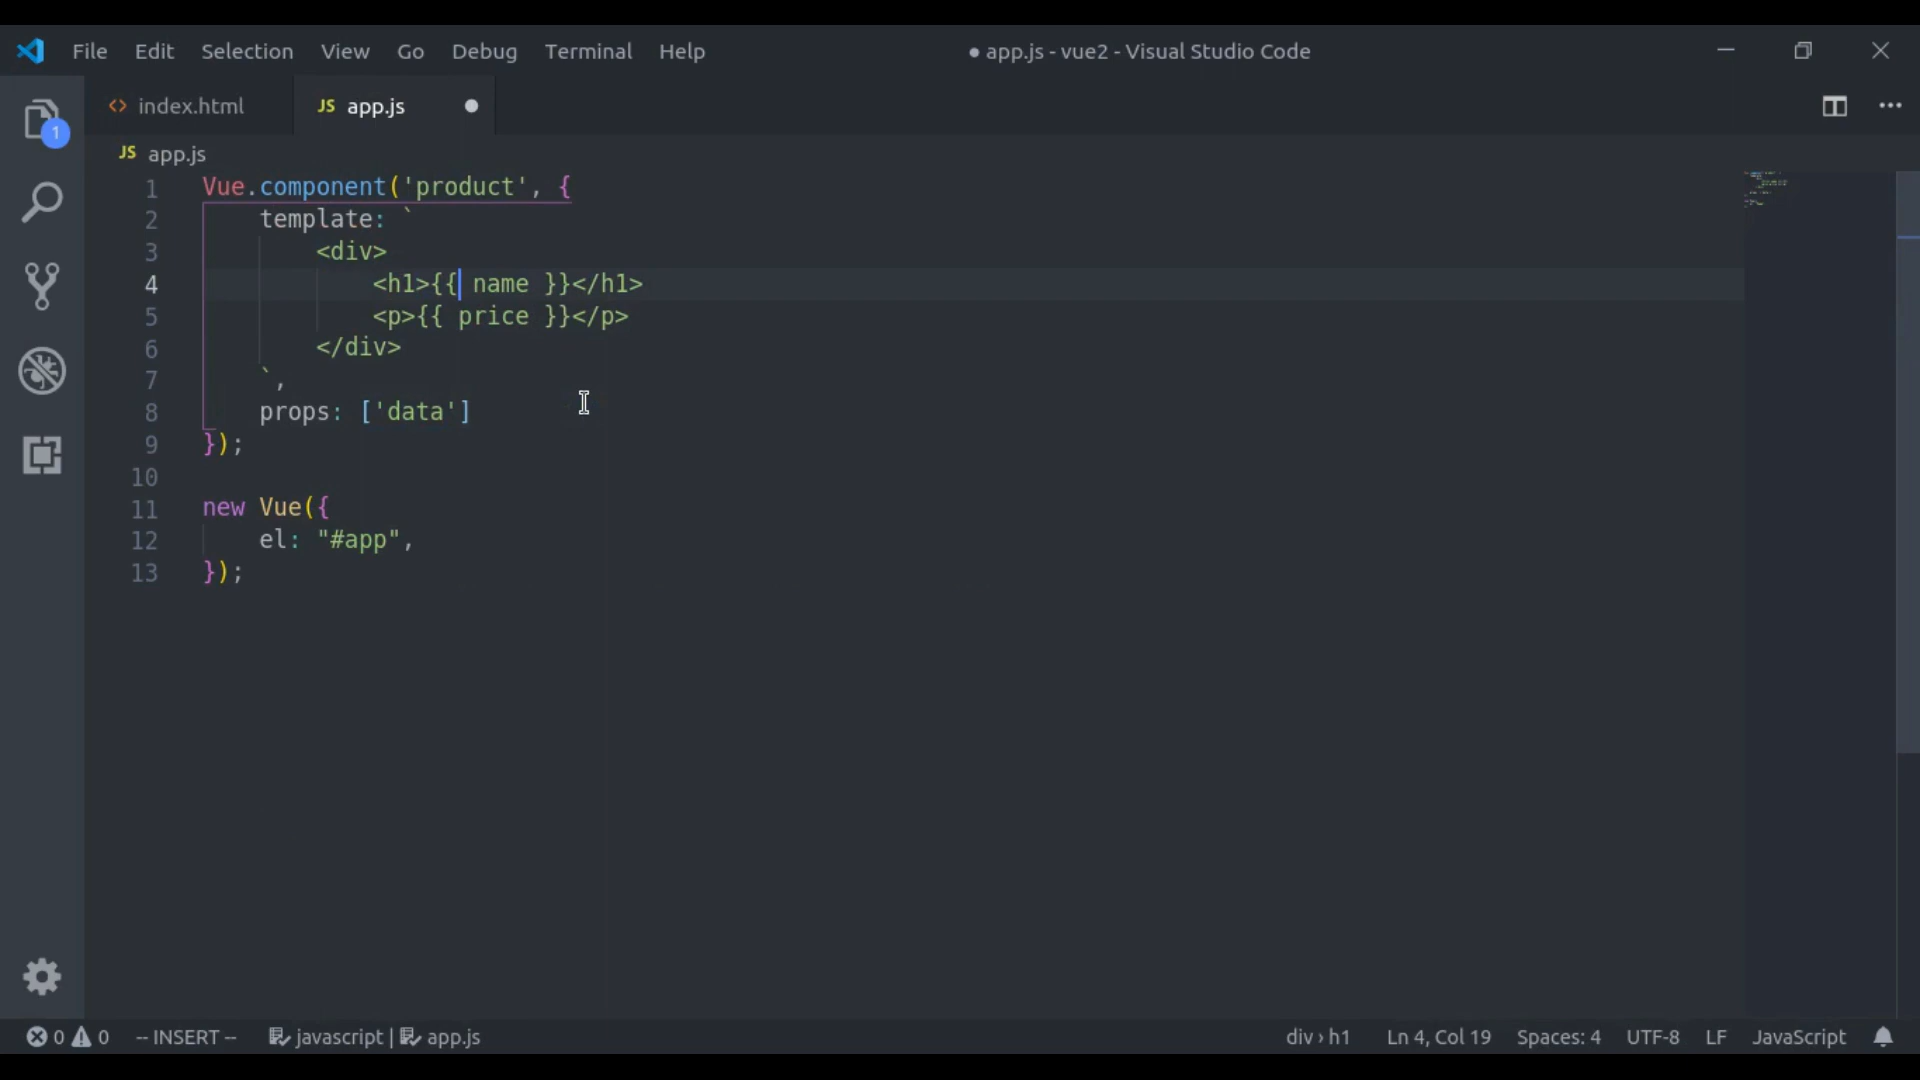 File Edit Selection View Go Debug Terminal Help ● app.js - vue2 - Visual Studio Code
<> index.html JS app.js ●
1
JS app.js
1 Vue.component('product', {
2     template: `
3         <div>
4             <h1>{{ name }}</h1>
5             <p>{{ price }}</p>
6         </div>
7     `,
8     props: ['data']
9 });
10
11 new Vue({
12     el: "#app",
13 });
0 0 -- INSERT -- javascript | app.js div › h1 Ln 4, Col 19 Spaces: 4 UTF-8 LF JavaScript